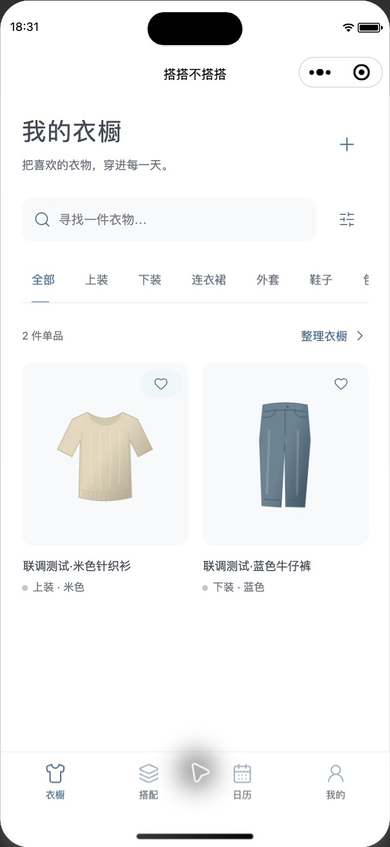 18:31
搭搭不搭搭
我的衣橱
把喜欢的衣物，穿进每一天。
寻找一件衣物...
全部 上装 下装 连衣裙 外套 鞋子
2 件单品 整理衣橱
联调测试·米色针织衫 联调测试·蓝色牛仔裤
上装 · 米色 下装 · 蓝色
衣橱 搭配 日历 我的